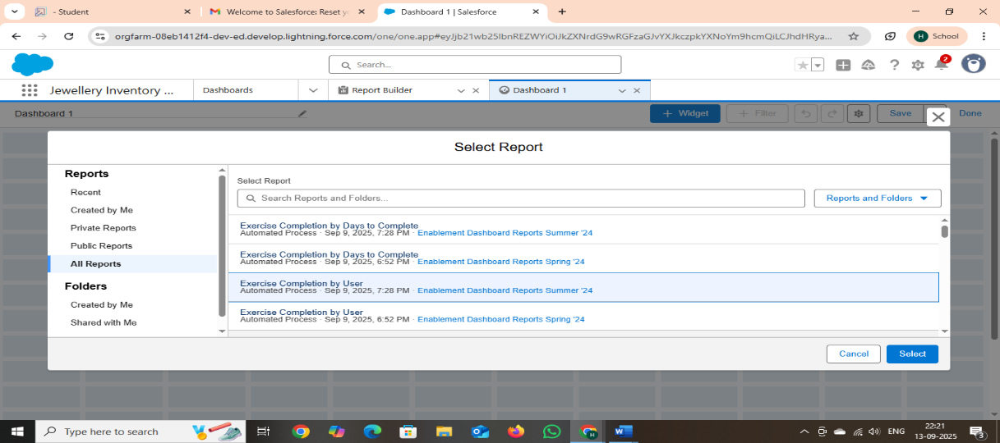 - Student
Welcome to Salesforce: Reset yo
Dashboard 1 | Salesforce
orgfarm-08eb1412f4-dev-ed.develop.lightning.force.com/one/one.app#eyJjb21wb25lbnREZWYiOiJkZXNrdG9wRGFzaGJvYXJkczpkYXNoYm9hcmQiLCJhdHRya...
H School
Search...
2
Jewellery Inventory ...
Dashboards
Report Builder
Dashboard 1
Dashboard 1
+ Widget
+ Filter
Save
Done
Select Report
Reports
Recent
Created by Me
Private Reports
Public Reports
All Reports
Folders
Created by Me
Shared with Me
Select Report
Search Reports and Folders...
Reports and Folders
Exercise Completion by Days to Complete
Automated Process · Sep 9, 2025, 7:28 PM · Enablement Dashboard Reports Summer '24
Exercise Completion by Days to Complete
Automated Process · Sep 9, 2025, 6:52 PM · Enablement Dashboard Reports Spring '24
Exercise Completion by User
Automated Process · Sep 9, 2025, 7:28 PM · Enablement Dashboard Reports Summer '24
Exercise Completion by User
Automated Process · Sep 9, 2025, 6:52 PM · Enablement Dashboard Reports Spring '24
Cancel
Select
Type here to search
ENG
22:21
13-09-2025
3